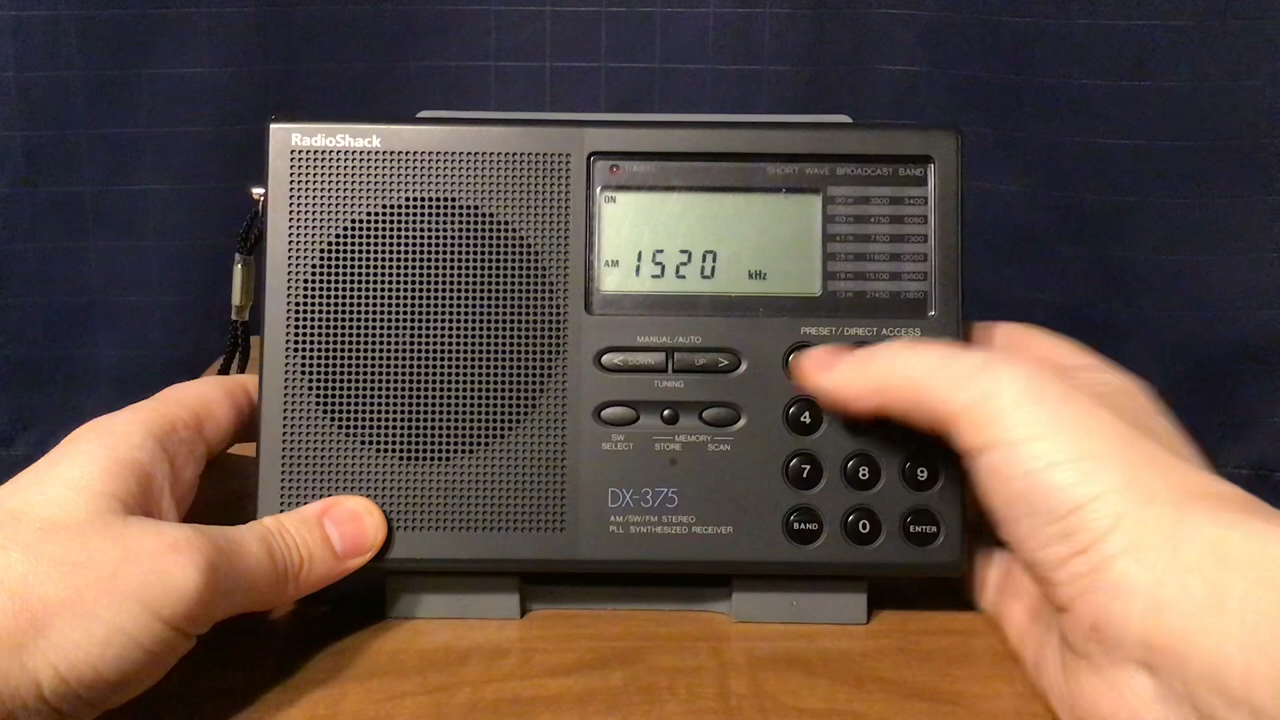 RadioShack
SHORT WAVE BROADCAST BAND
ON
AM 1520 kHz
90 m 3200 3400
60 m 4750 5060
41 m 7100 7300
25 m 11650 12050
19 m 15100 15600
13 m 21450 21850
MANUAL/AUTO
< DOWN UP >
TUNING
PRESET/DIRECT ACCESS
4
SW SELECT
MEMORY
STORE SCAN
7 8 9
DX-375
AM/SW/FM STEREO
PLL SYNTHESIZED RECEIVER
BAND 0 ENTER